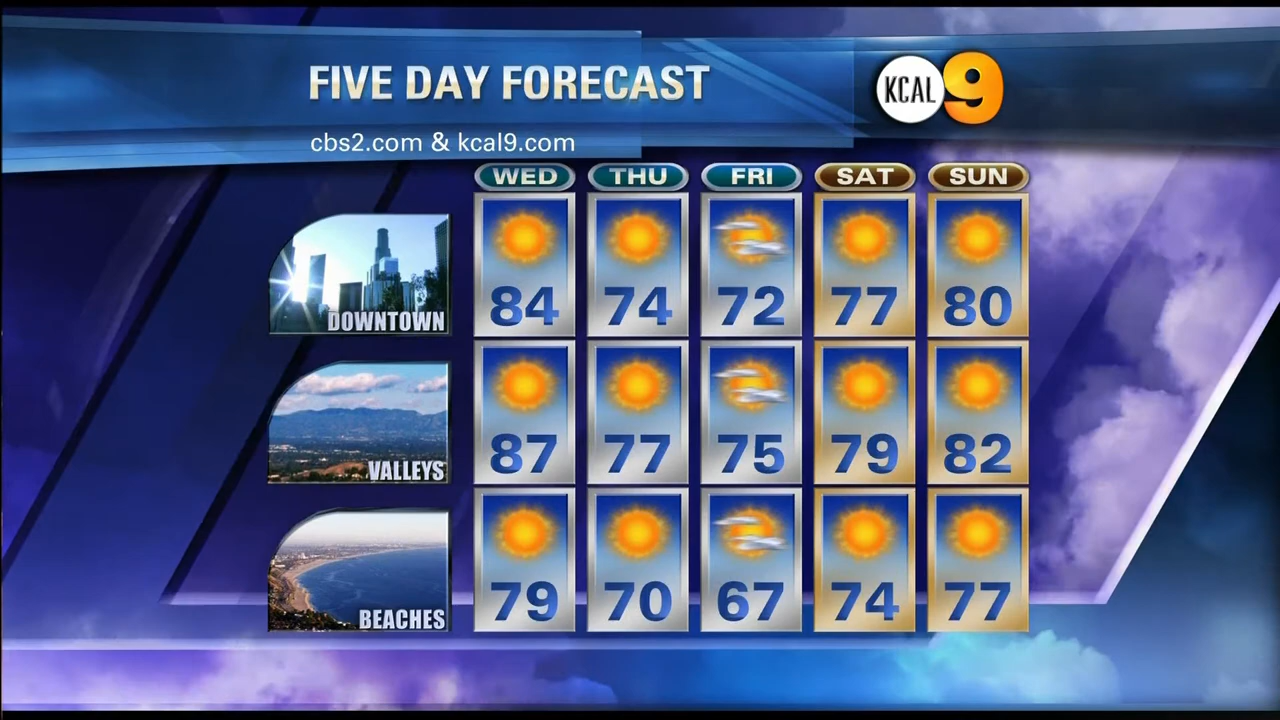 FIVE DAY FORECAST
KCAL 9
cbs2.com & kcal9.com
WED THU FRI SAT SUN
84 74 72 77 80
DOWNTOWN
87 77 75 79 82
VALLEYS
79 70 67 74 77
BEACHES